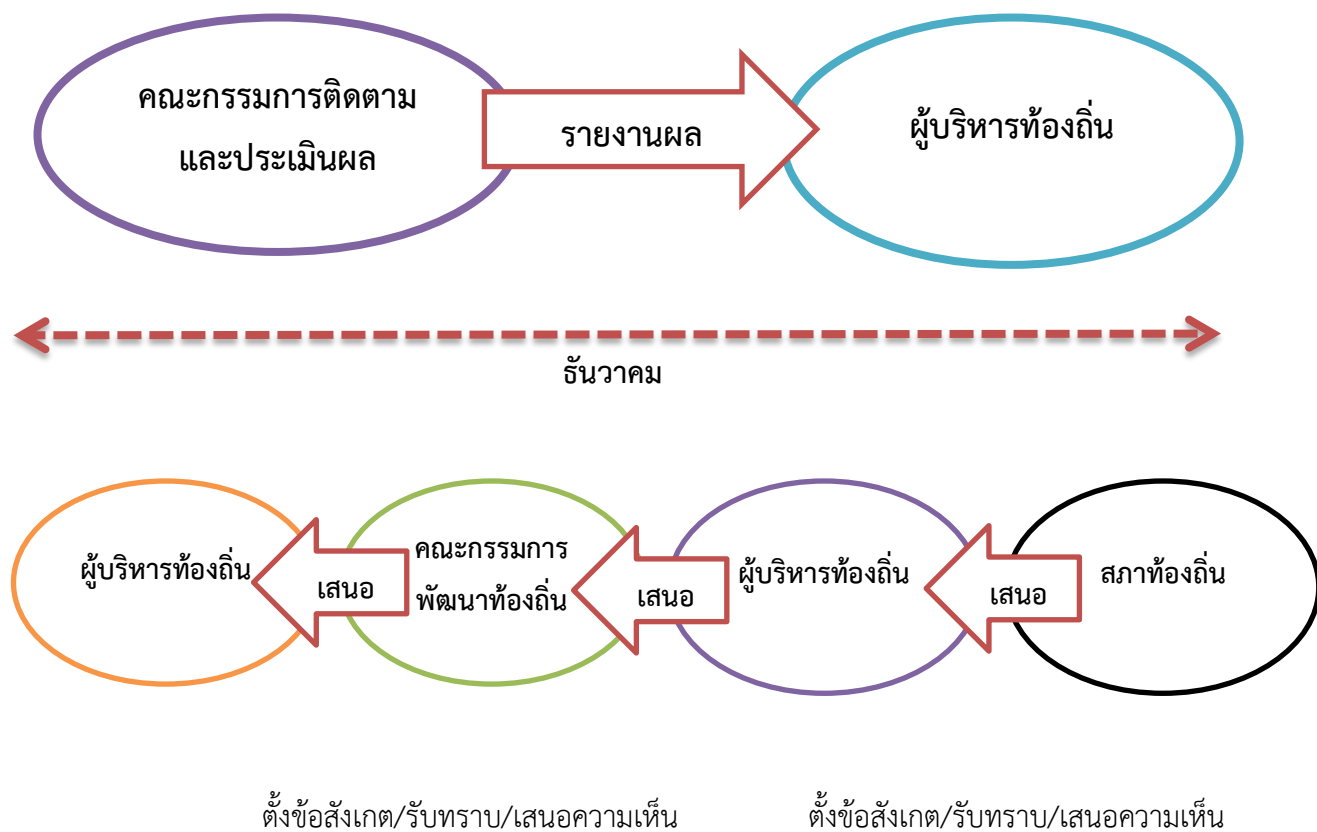 คณะกรรมการติดตาม
และประเมินผล
รายงานผล
ผู้บริหารท้องถิ่น
ธันวาคม
ผู้บริหารท้องถิ่น
เสนอ
คณะกรรมการ
พัฒนาท้องถิ่น
เสนอ
ผู้บริหารท้องถิ่น
เสนอ
สภาท้องถิ่น
ตั้งข้อสังเกต/รับทราบ/เสนอความเห็น
ตั้งข้อสังเกต/รับทราบ/เสนอความเห็น